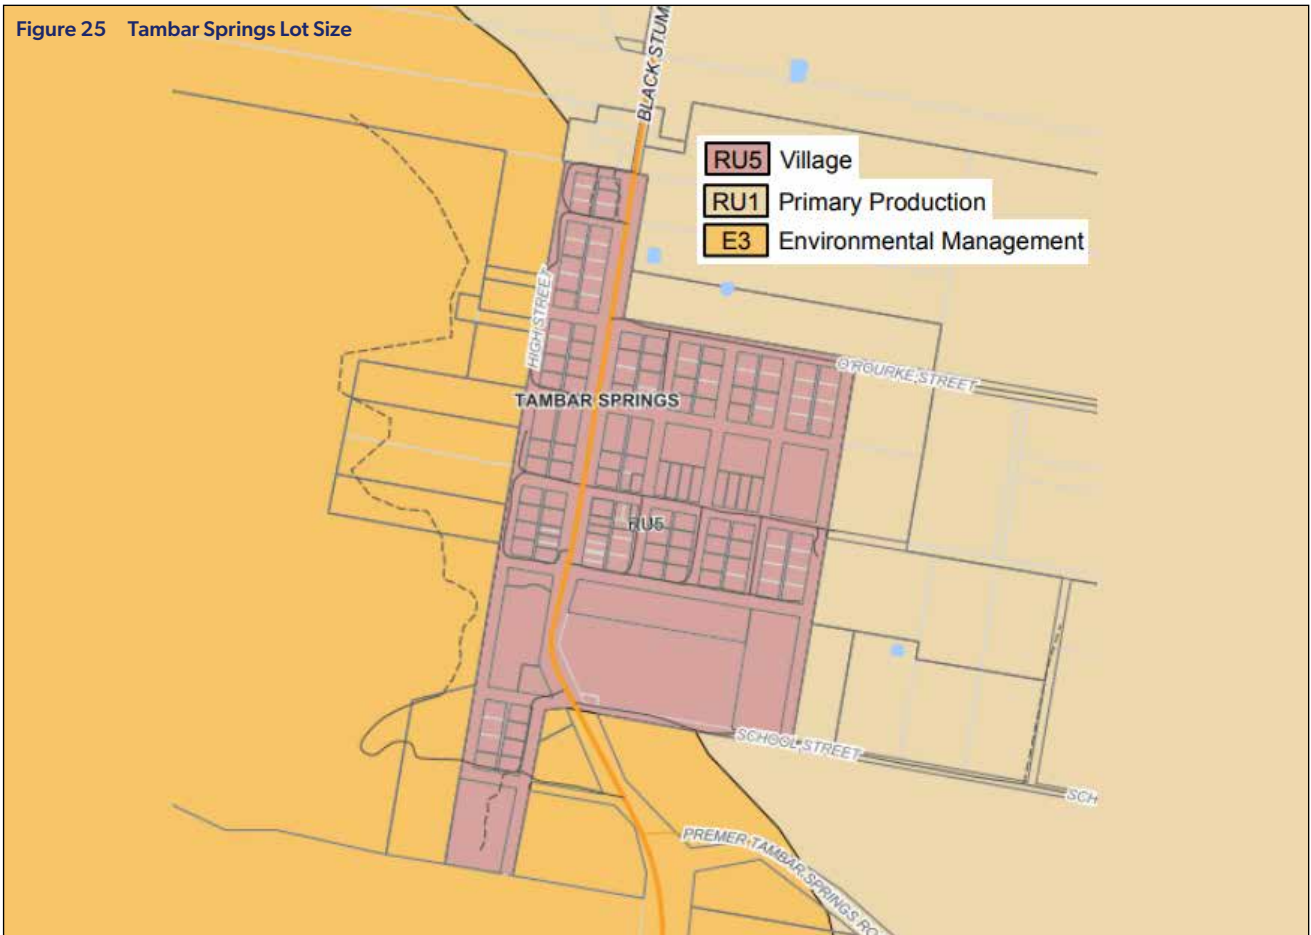 Figure 25 Tambar Springs Lot Size
BLACK STUM
RU5 Village
RU1 Primary Production
E3 Environmental Management
HIGH STREET
O'ROURKE STREET
TAMBAR SPRINGS
RU5
SCHOOL STREET
SCH
PREMER TAMBAR SPRINGS RO